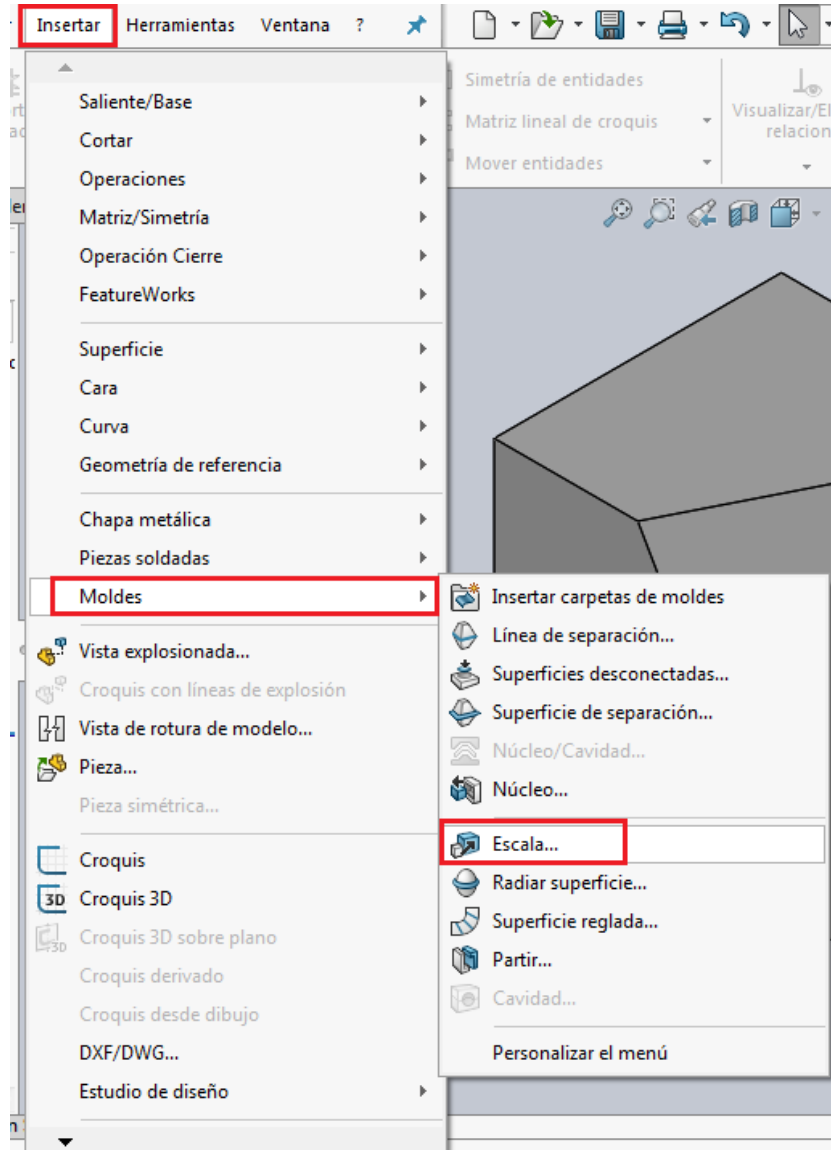 Insertar Herramientas Ventana ?
Simetría de entidades
Matriz lineal de croquis
Mover entidades
Visualizar/El
relacion
Saliente/Base
Cortar
Operaciones
Matriz/Simetría
Operación Cierre
FeatureWorks
Superficie
Cara
Curva
Geometría de referencia
Chapa metálica
Piezas soldadas
Moldes
Vista explosionada...
Croquis con líneas de explosión
Vista de rotura de modelo...
Pieza...
Pieza simétrica...
Croquis
3D Croquis 3D
Croquis 3D sobre plano
Croquis derivado
Croquis desde dibujo
DXF/DWG...
Estudio de diseño
Insertar carpetas de moldes
Línea de separación...
Superficies desconectadas...
Superficie de separación...
Núcleo/Cavidad...
Núcleo...
Escala...
Radiar superficie...
Superficie reglada...
Partir...
Cavidad...
Personalizar el menú